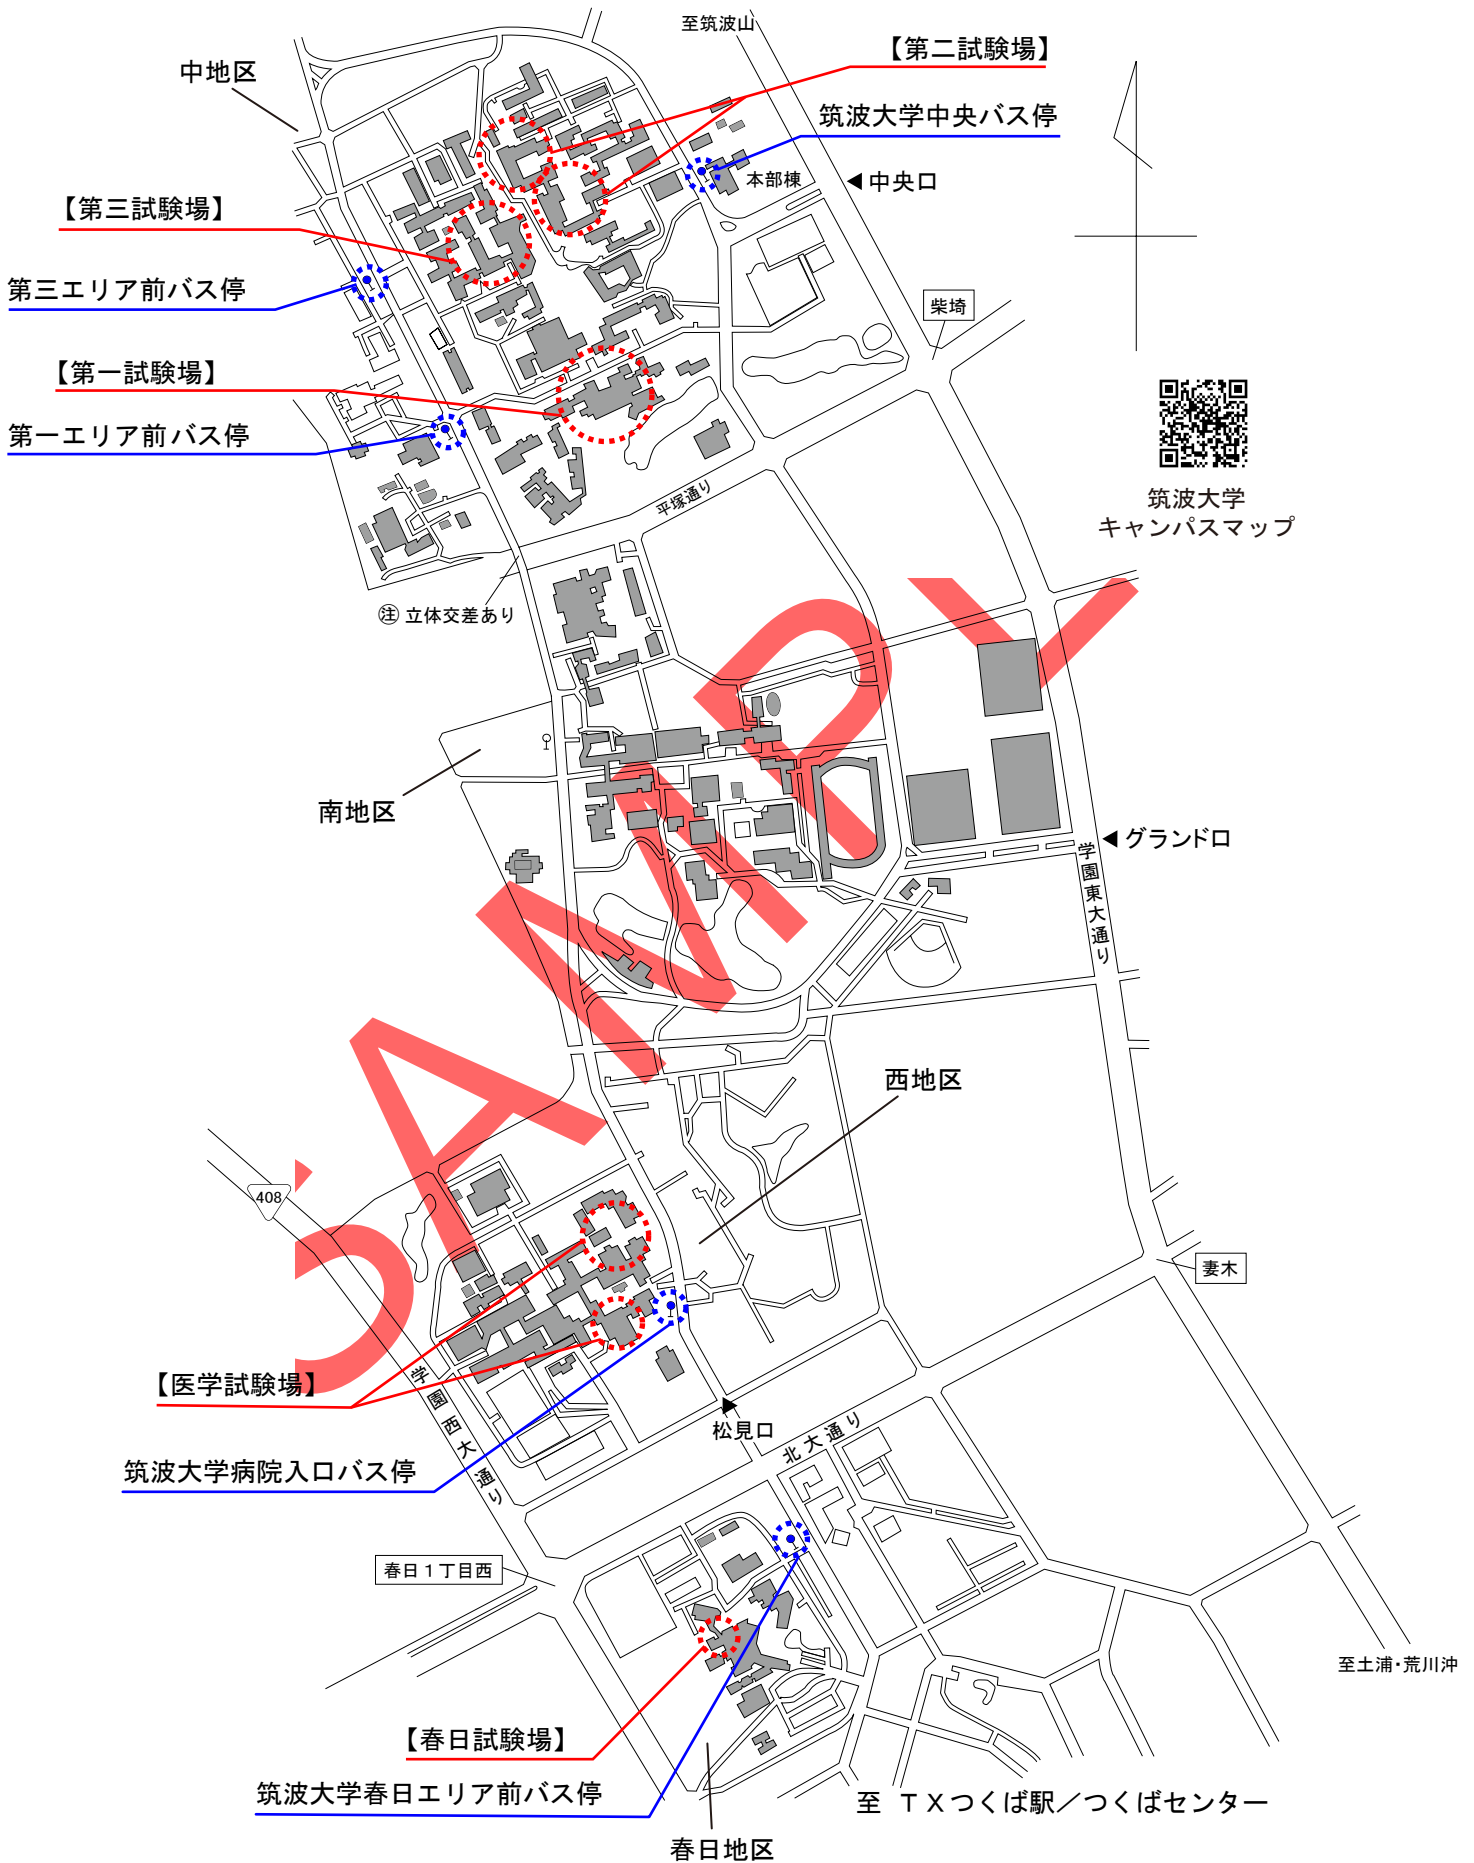 至筑波山
【第二試験場】
中地区
筑波大学中央バス停
本部棟
◀中央口
【第三試験場】
第三エリア前バス停
柴埼
【第一試験場】
第一エリア前バス停
平塚通り
筑波大学
キャンパスマップ
㊟立体交差あり
南地区
◀グランド口
学園東大通り
西地区
408
妻木
【医学試験場】
学園西大通り
松見口
北大通り
筑波大学病院入口バス停
春日１丁目西
至土浦・荒川沖
【春日試験場】
筑波大学春日エリア前バス停
至 ＴＸつくば駅／つくばセンター
春日地区
SAMPLE